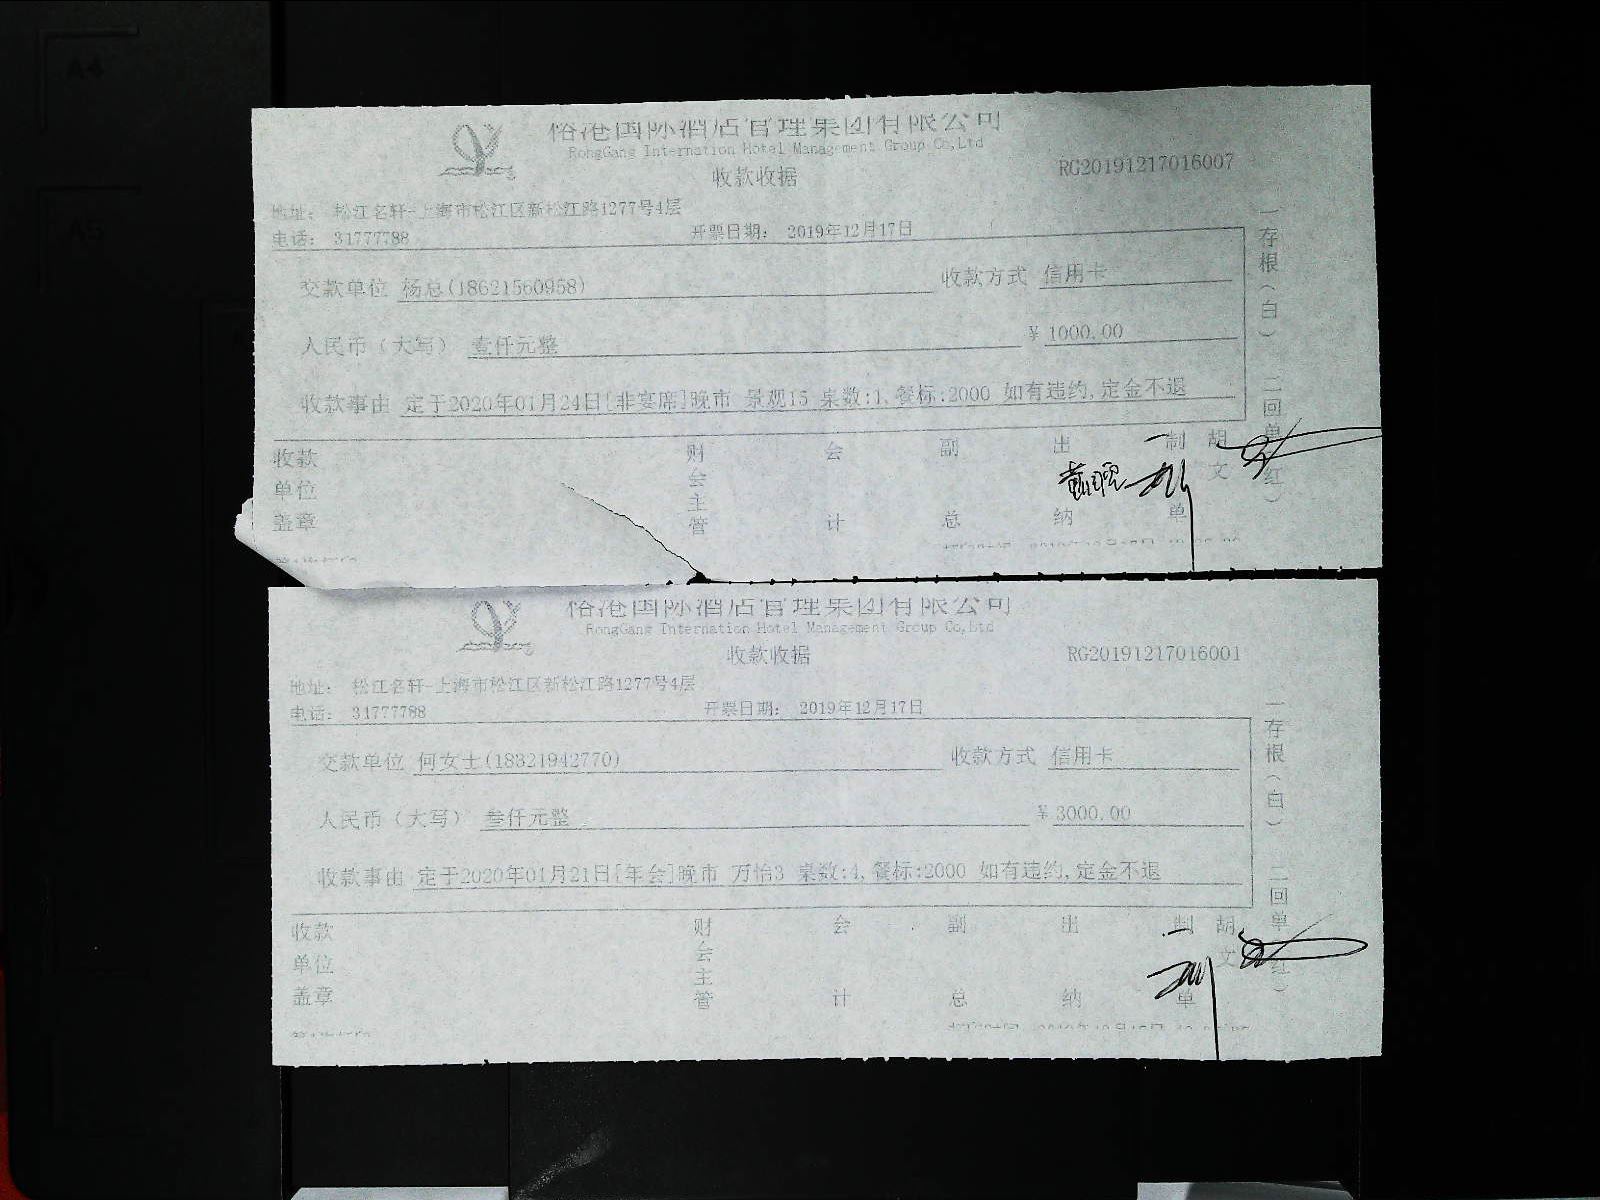 榕港国际酒店管理集团有限公司
RongGang Internation Hotel Management Group Co,Ltd
收款收据
RG20191217016007
地址： 松江名轩-上海市松江区新松江路1277号4层
电话： 31777788 开票日期： 2019年12月17日
交款单位 杨总(18621560958) 收款方式 信用卡
人民币（大写） 壹仟元整 ¥ 1000.00
收款事由 定于2020年01月24日[非宴席]晚市 景观15 桌数:1,餐标:2000 如有违约,定金不退
一存根（白） 二回单（红）
收款单位盖章 财会主管 会计 副总 出纳 制单 胡文
榕港国际酒店管理集团有限公司
RongGang Internation Hotel Management Group Co,Ltd
收款收据
RG20191217016001
地址： 松江名轩-上海市松江区新松江路1277号4层
电话： 31777788 开票日期： 2019年12月17日
交款单位 何女士(18321942770) 收款方式 信用卡
人民币（大写） 叁仟元整 ¥ 3000.00
收款事由 定于2020年01月21日[年会]晚市 万怡3 桌数:4,餐标:2000 如有违约,定金不退
一存根（白） 二回单（红）
收款单位盖章 财会主管 会计 副总 出纳 制单 胡文